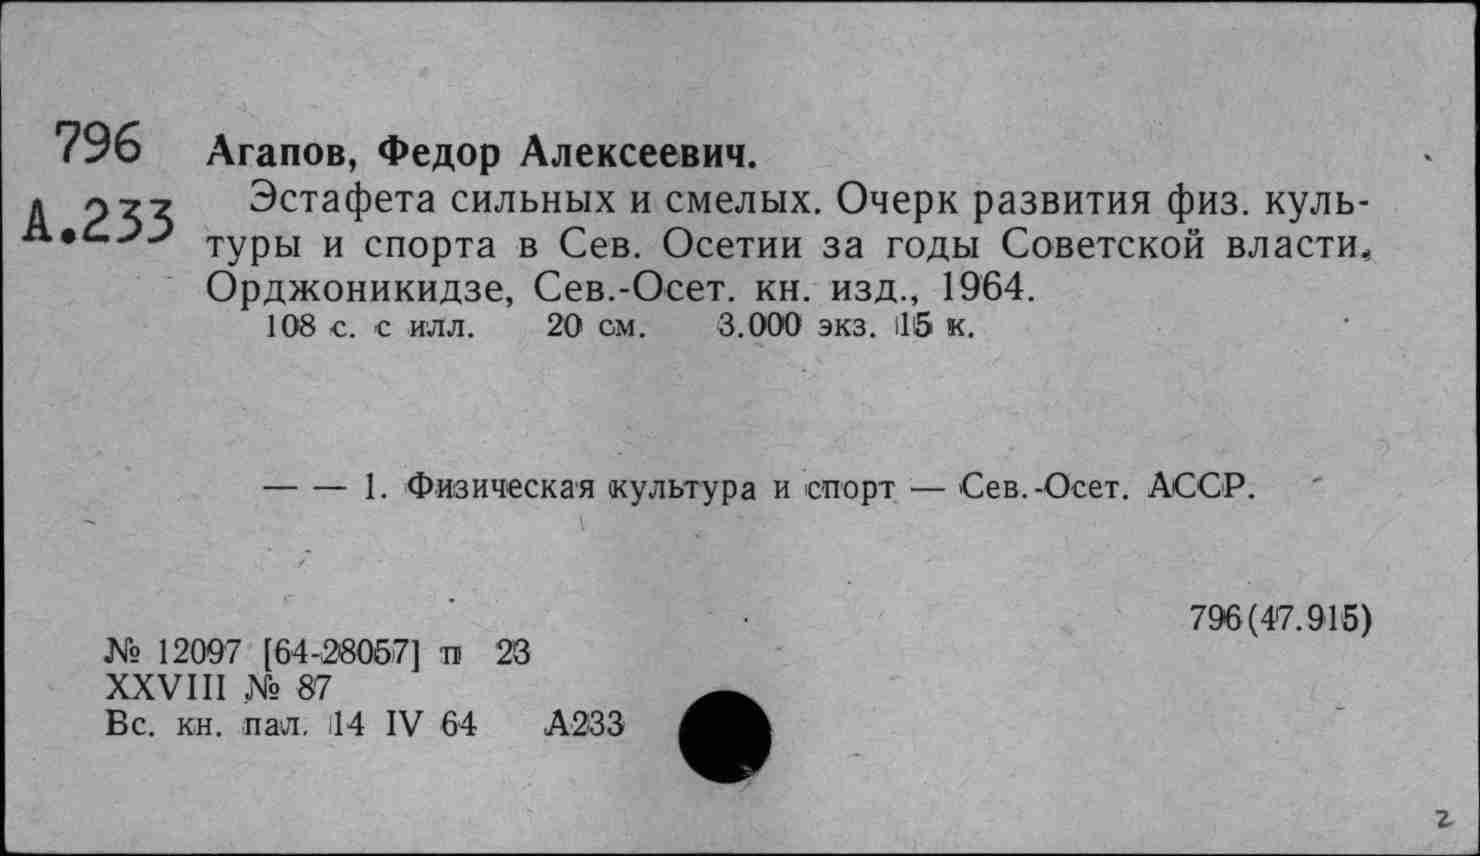 796 Агапов, Федор Алексеевич.
А.233 Эстафета сильных и смелых. Очерк развития физ. куль-
туры и спорта в Сев. Осетии за годы Советской власти.
Орджоникидзе, Сев.-Осет. кн. изд., 1964.
108 с. с илл. 20 см. 3.000 экз. 15 к.
— — 1. Физическая культура и спорт — Сев.-Осет. АССР.
796(47.915)
№ 12097 [64-28057] п 23
XXVIII № 87
Вс. кн. пал. 14 IV 64 А233
2